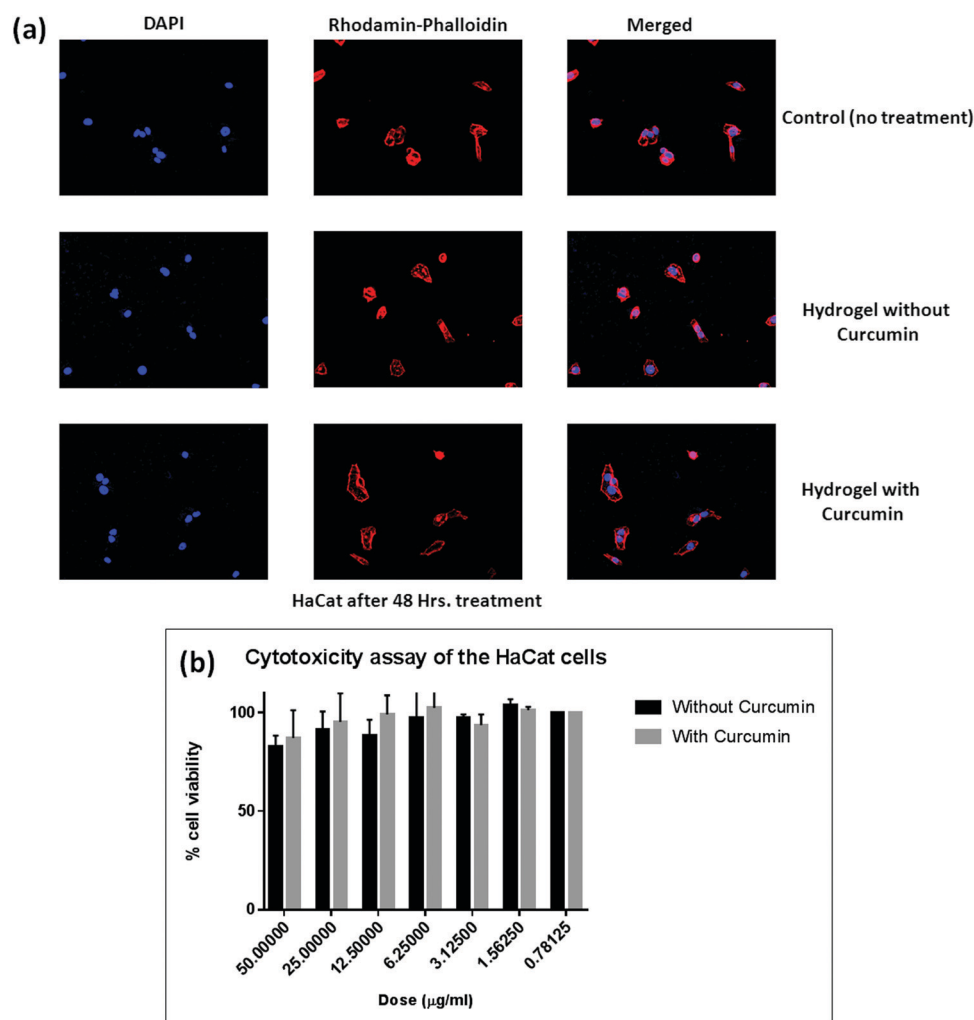 (a)
DAPI
Rhodamin-Phalloidin
Merged
Control (no treatment)
Hydrogel without
Curcumin
Hydrogel with
Curcumin
HaCat after 48 Hrs. treatment
(b)
Cytotoxicity assay of the HaCat cells
% cell viability
100
50
0
Without Curcumin
With Curcumin
50.00000
25.00000
12.50000
6.25000
3.12500
1.56250
0.78125
Dose (μg/ml)